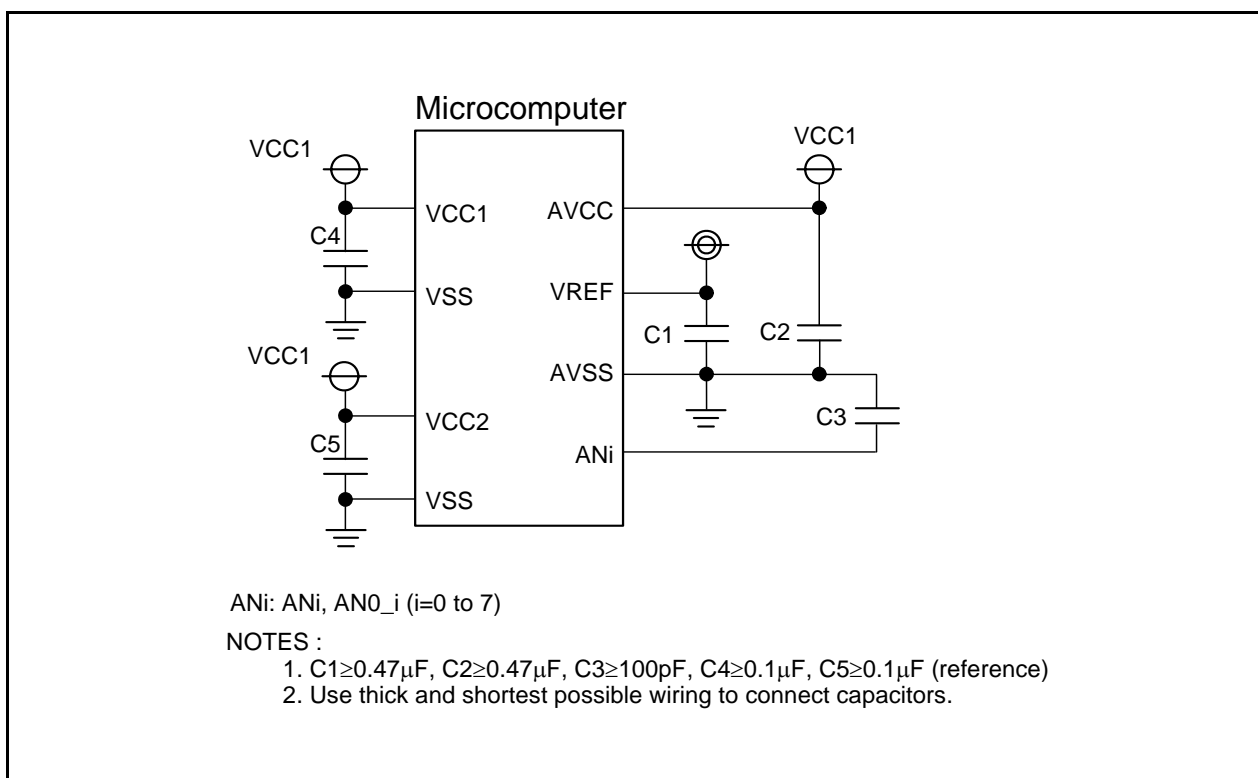 Microcomputer
VCC1
VCC1
VCC1
AVCC
C4
VSS
VREF
C1
C2
VCC1
AVSS
VCC2
C3
C5
ANi
VSS
ANi: ANi, AN0_i (i=0 to 7)
NOTES :
1. C1≥0.47μF, C2≥0.47μF, C3≥100pF, C4≥0.1μF, C5≥0.1μF (reference)
2. Use thick and shortest possible wiring to connect capacitors.